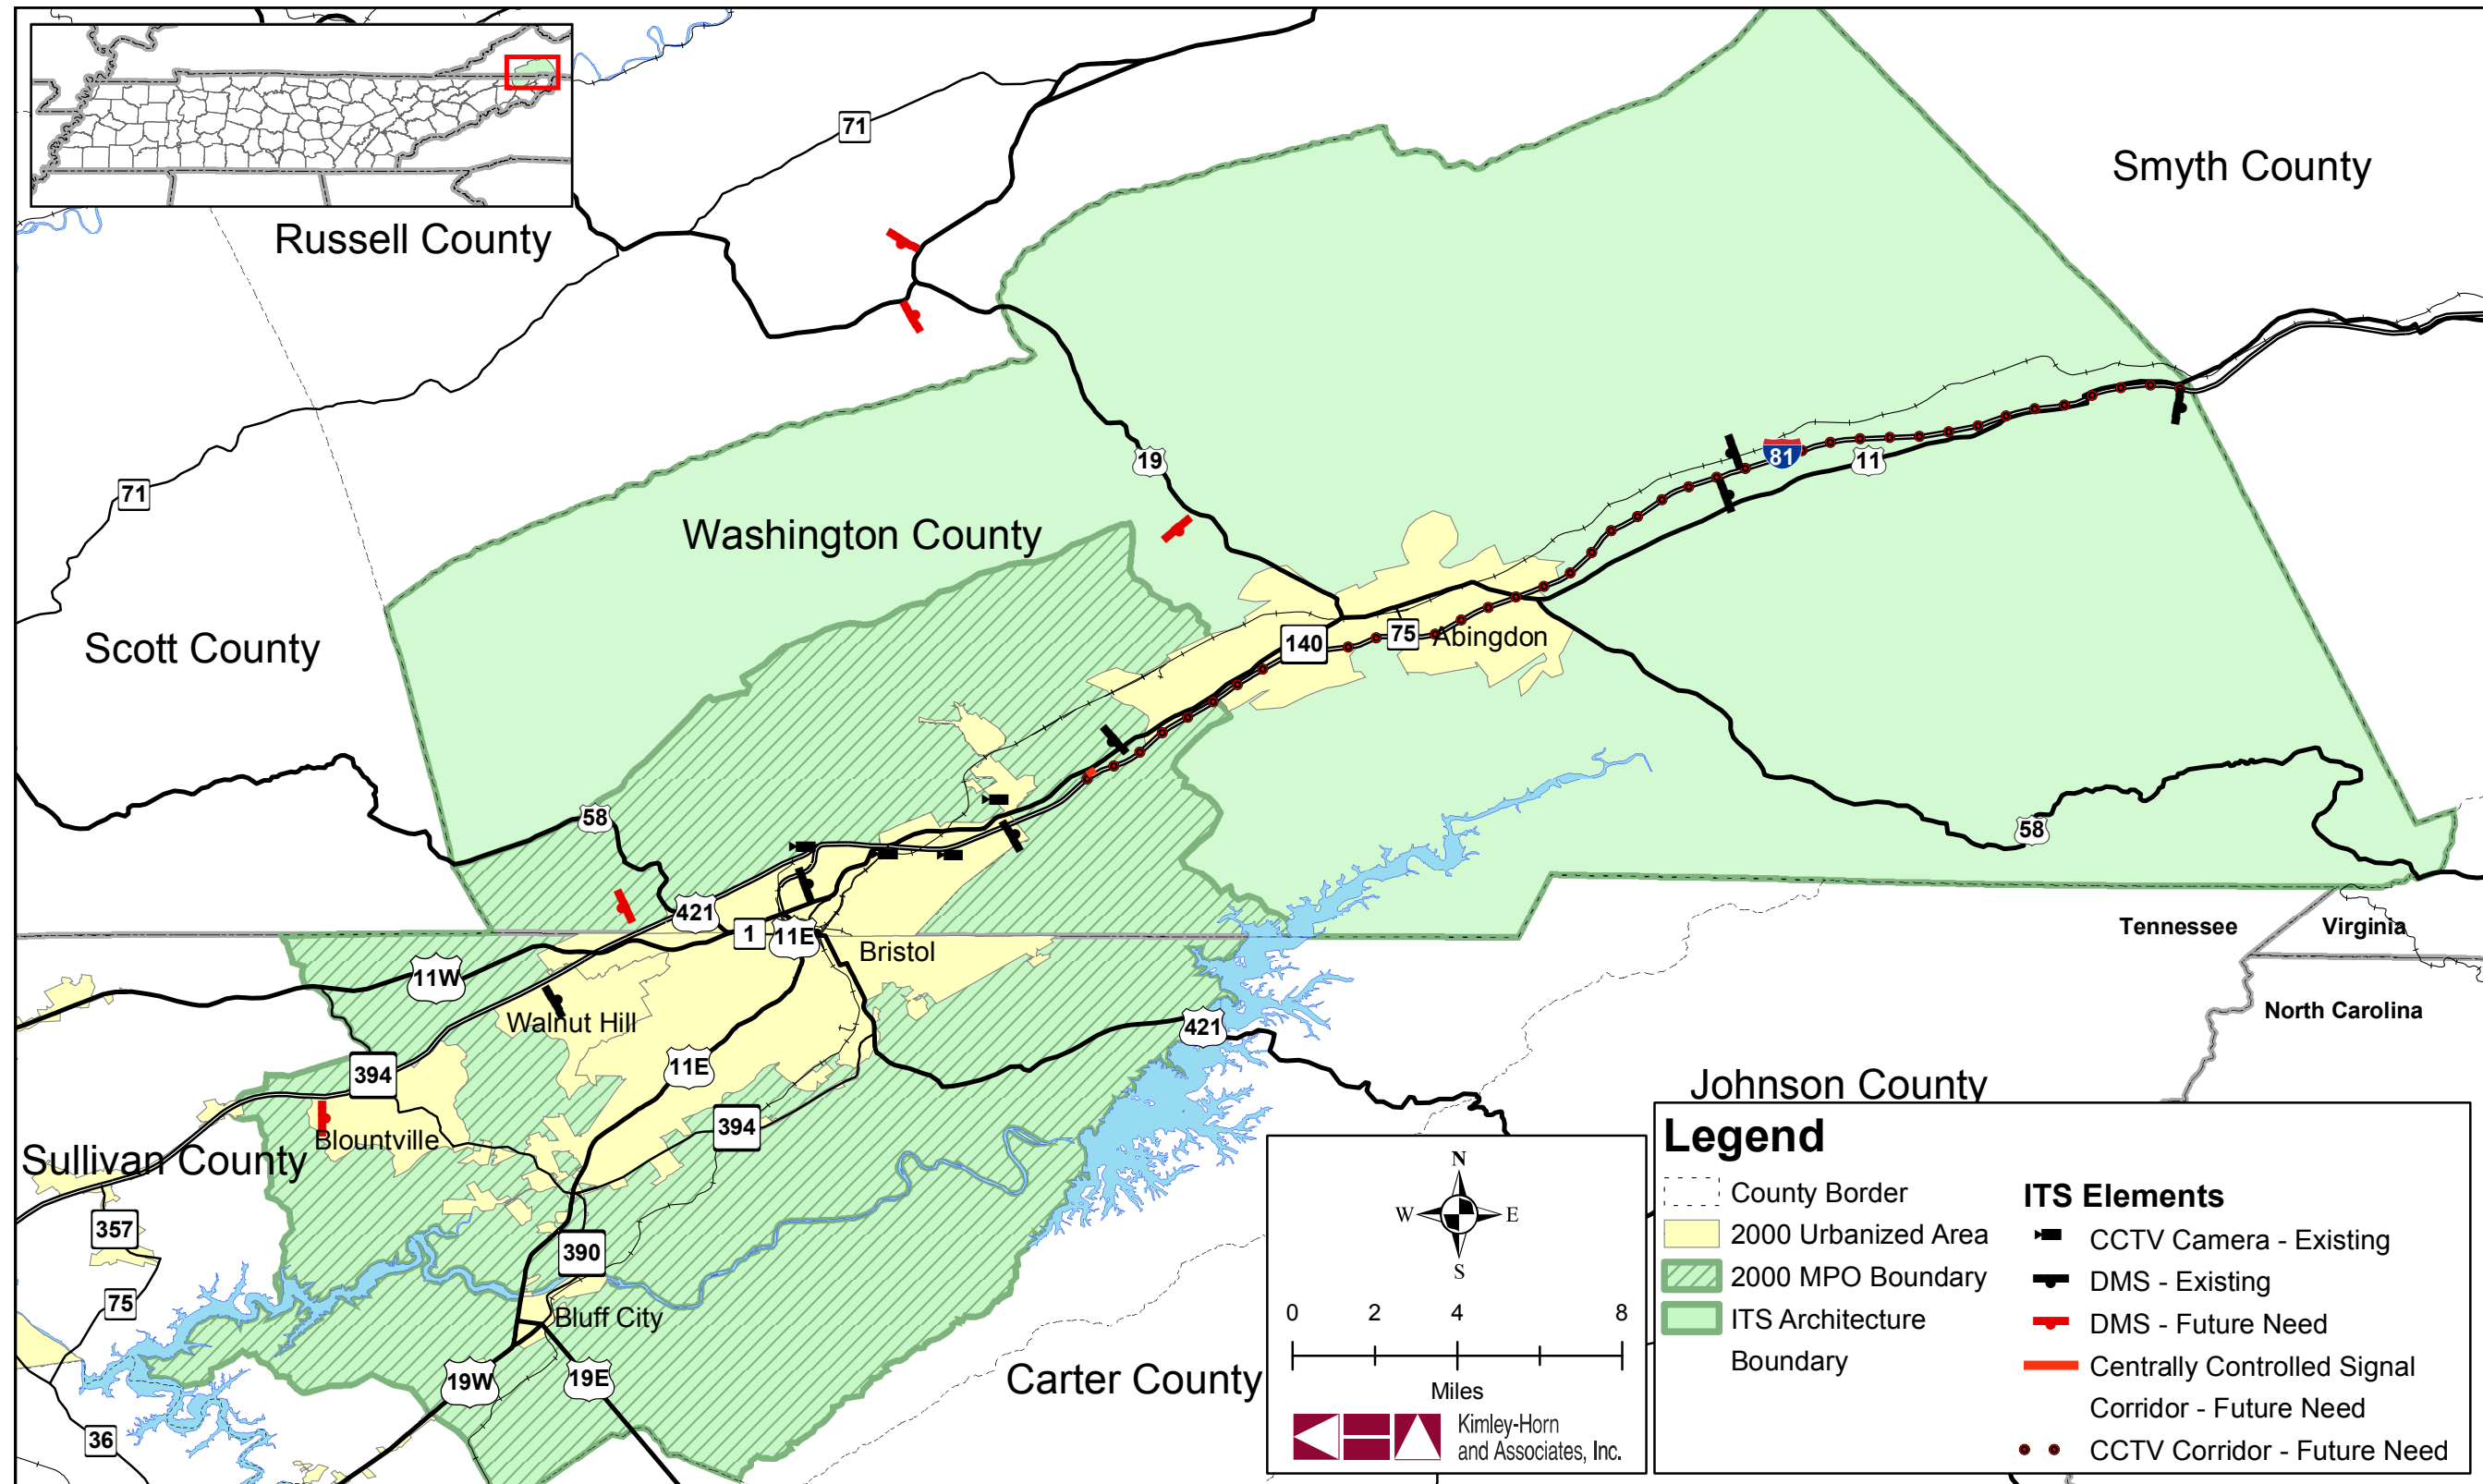 71
Smyth County
Russell County
19
81
11
71
Washington County
Scott County
140
75
Abingdon
58
58
421
1
11E
Bristol
Tennessee
Virginia
11W
Walnut Hill
421
North Carolina
394
11E
Johnson County
394
Blountville
Sullivan County
357
390
75
Bluff City
19W
19E
Carter County
36
N
W
E
S
0 2 4 8
Miles
Kimley-Horn
and Associates, Inc.
Legend
County Border
2000 Urbanized Area
2000 MPO Boundary
ITS Architecture
Boundary
ITS Elements
CCTV Camera - Existing
DMS - Existing
DMS - Future Need
Centrally Controlled Signal
Corridor - Future Need
CCTV Corridor - Future Need